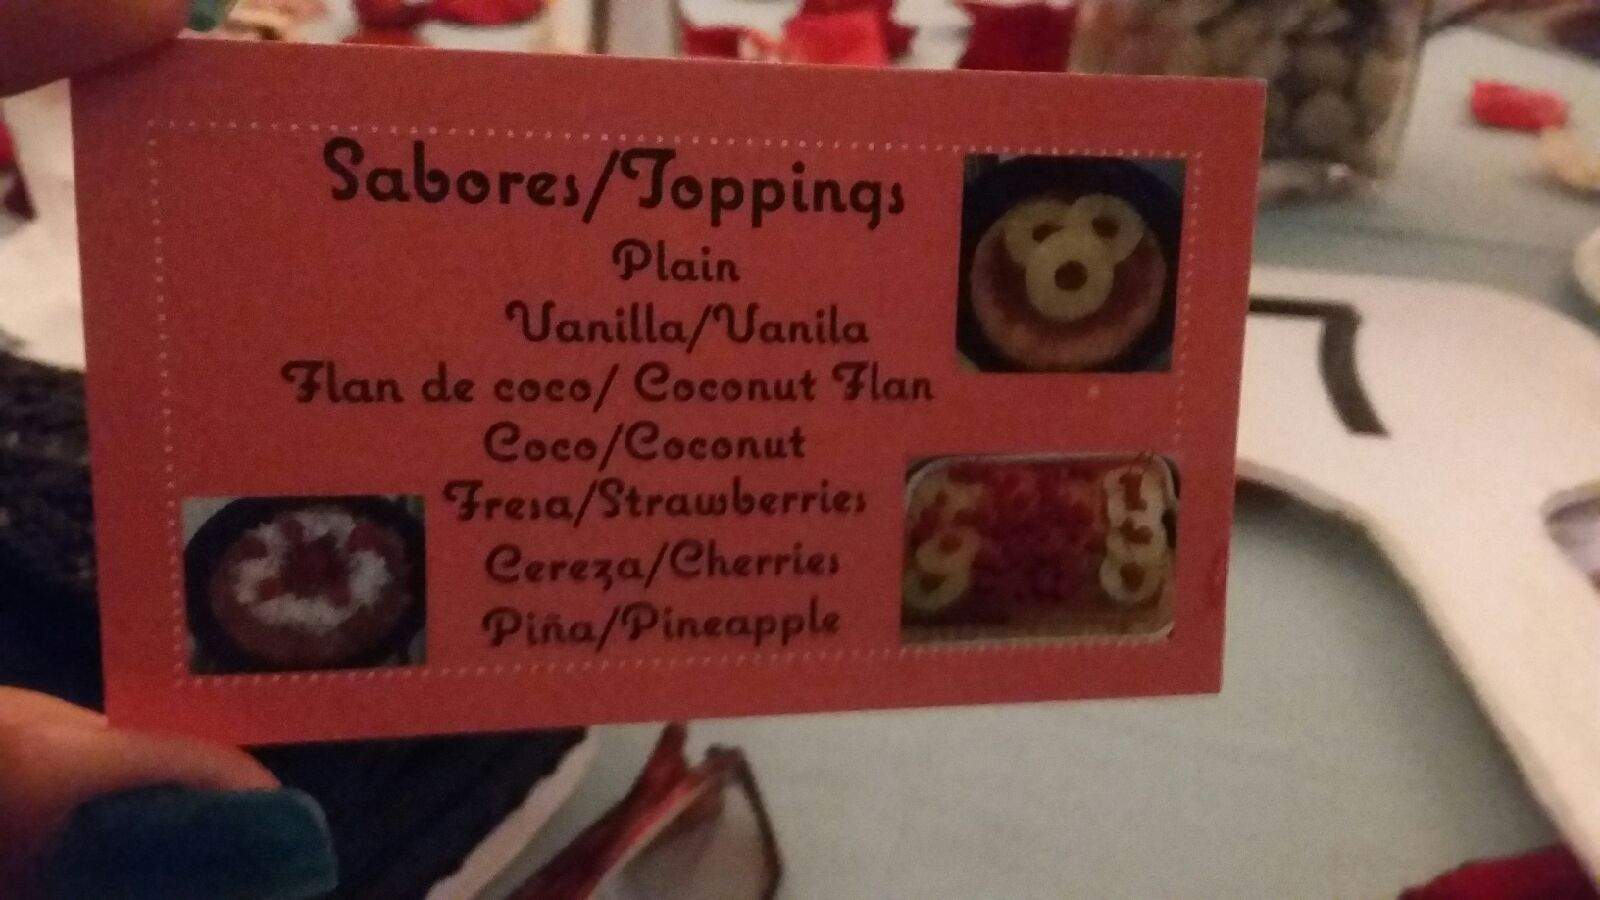 Sabores/Toppings
Plain
Vanilla/Vanila
Flan de coco/ Coconut Flan
Coco/Coconut
Fresa/Strawberries
Cereza/Cherries
Piña/Pineapple